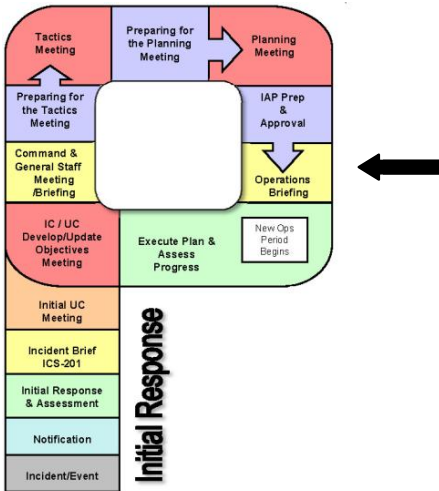 Tactics
Meeting
Preparing for
the Planning
Meeting
Planning
Meeting
Preparing for
the Tactics
Meeting
IAP Prep
&
Approval
Command &
General Staff
Meeting
/Briefing
Operations
Briefing
IC / UC
Develop/Update
Objectives
Meeting
Execute Plan &
Assess
Progress
New Ops
Period
Begins
Initial UC
Meeting
Incident Brief
ICS-201
Initial Response
& Assessment
Notification
Incident/Event
Initial Response